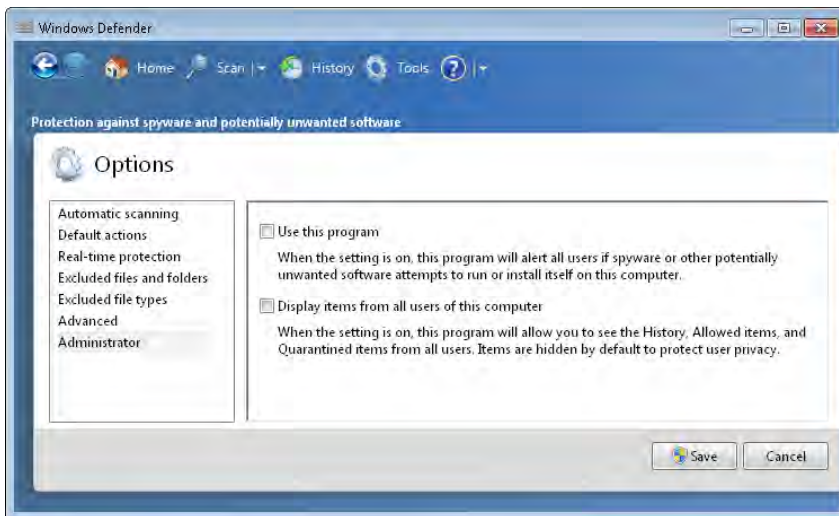 Windows Defender
Home Scan History Tools ?
Protection against spyware and potentially unwanted software
Options
Automatic scanning
Default actions
Real-time protection
Excluded files and folders
Excluded file types
Advanced
Administrator
Use this program
When the setting is on, this program will alert all users if spyware or other potentially
unwanted software attempts to run or install itself on this computer.
Display items from all users of this computer
When the setting is on, this program will allow you to see the History, Allowed items, and
Quarantined items from all users. Items are hidden by default to protect user privacy.
Save Cancel